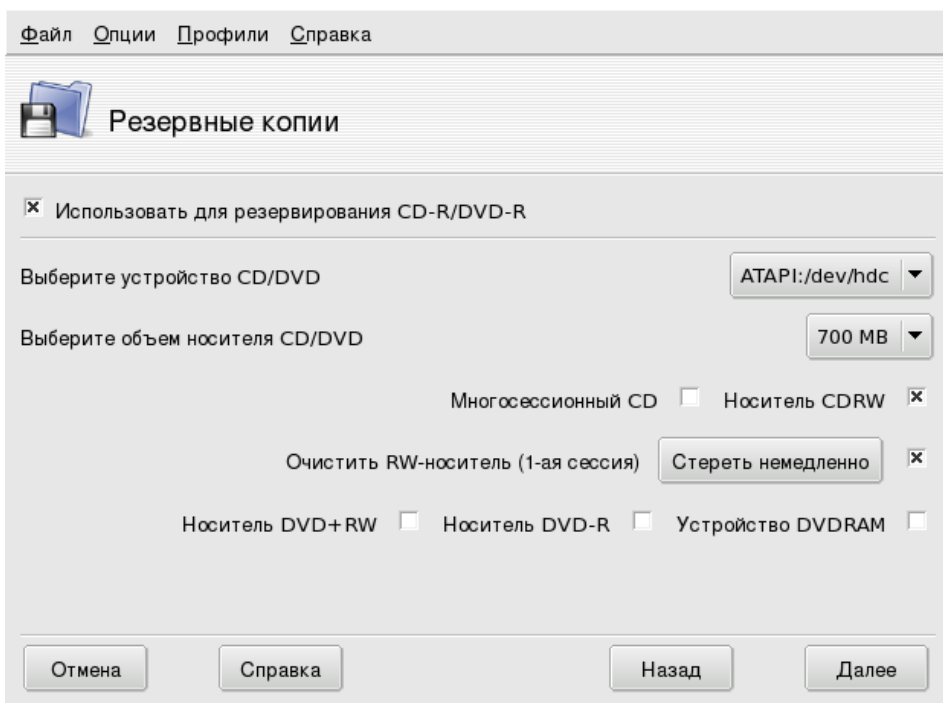 Файл Опции Профили Справка
Резервные копии
Использовать для резервирования CD-R/DVD-R
Выберите устройство CD/DVD ATAPI:/dev/hdc
Выберите объем носителя CD/DVD 700 MB
Многосессионный CD Носитель CDRW
Очистить RW-носитель (1-ая сессия) Стереть немедленно
Носитель DVD+RW Носитель DVD-R Устройство DVDRAM
Отмена Справка Назад Далее